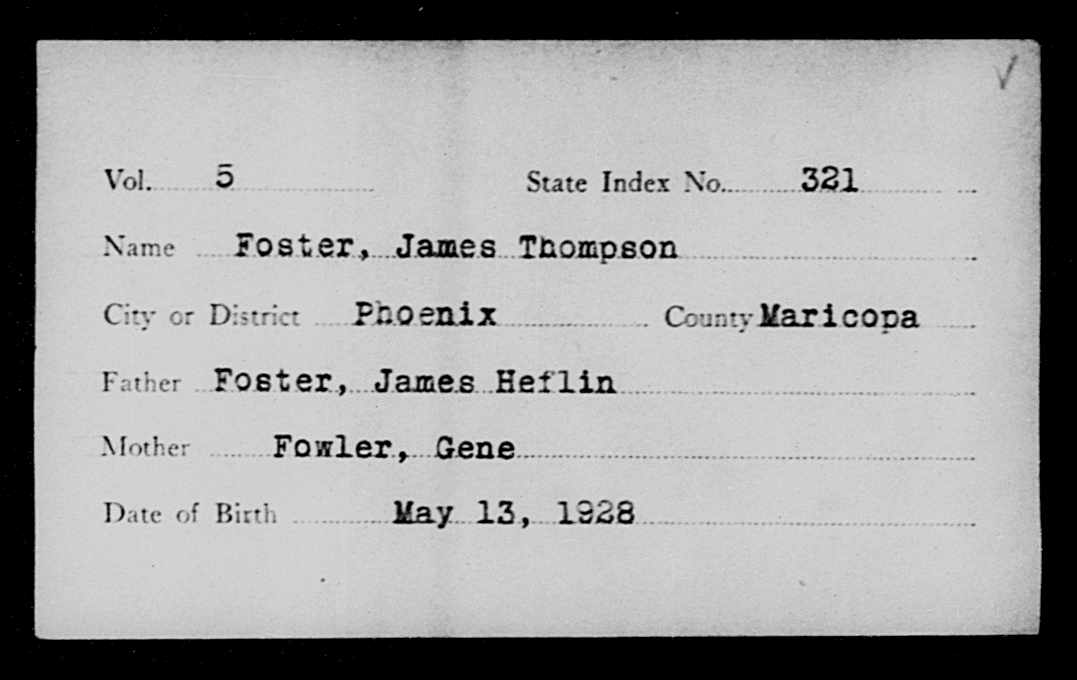 Vol. 5 State Index No. 321
Name Foster, James Thompson
City or District Phoenix County Maricopa
Father Foster, James Heflin
Mother Fowler, Gene
Date of Birth May 13, 1928